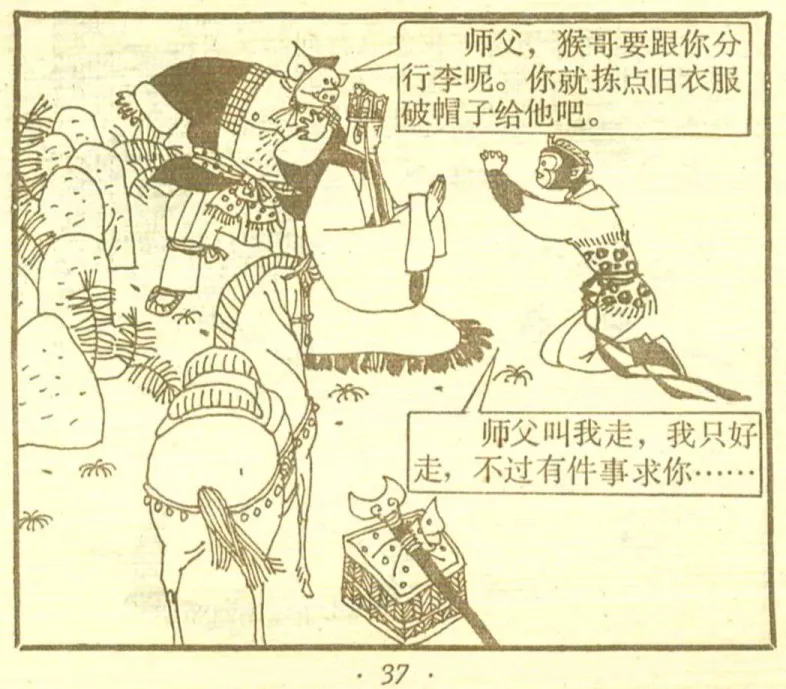 师父，猴哥要跟你分
行李呢。你就拣点旧衣服
破帽子给他吧。
师父叫我走，我只好
走，不过有件事求你……
· 37 ·